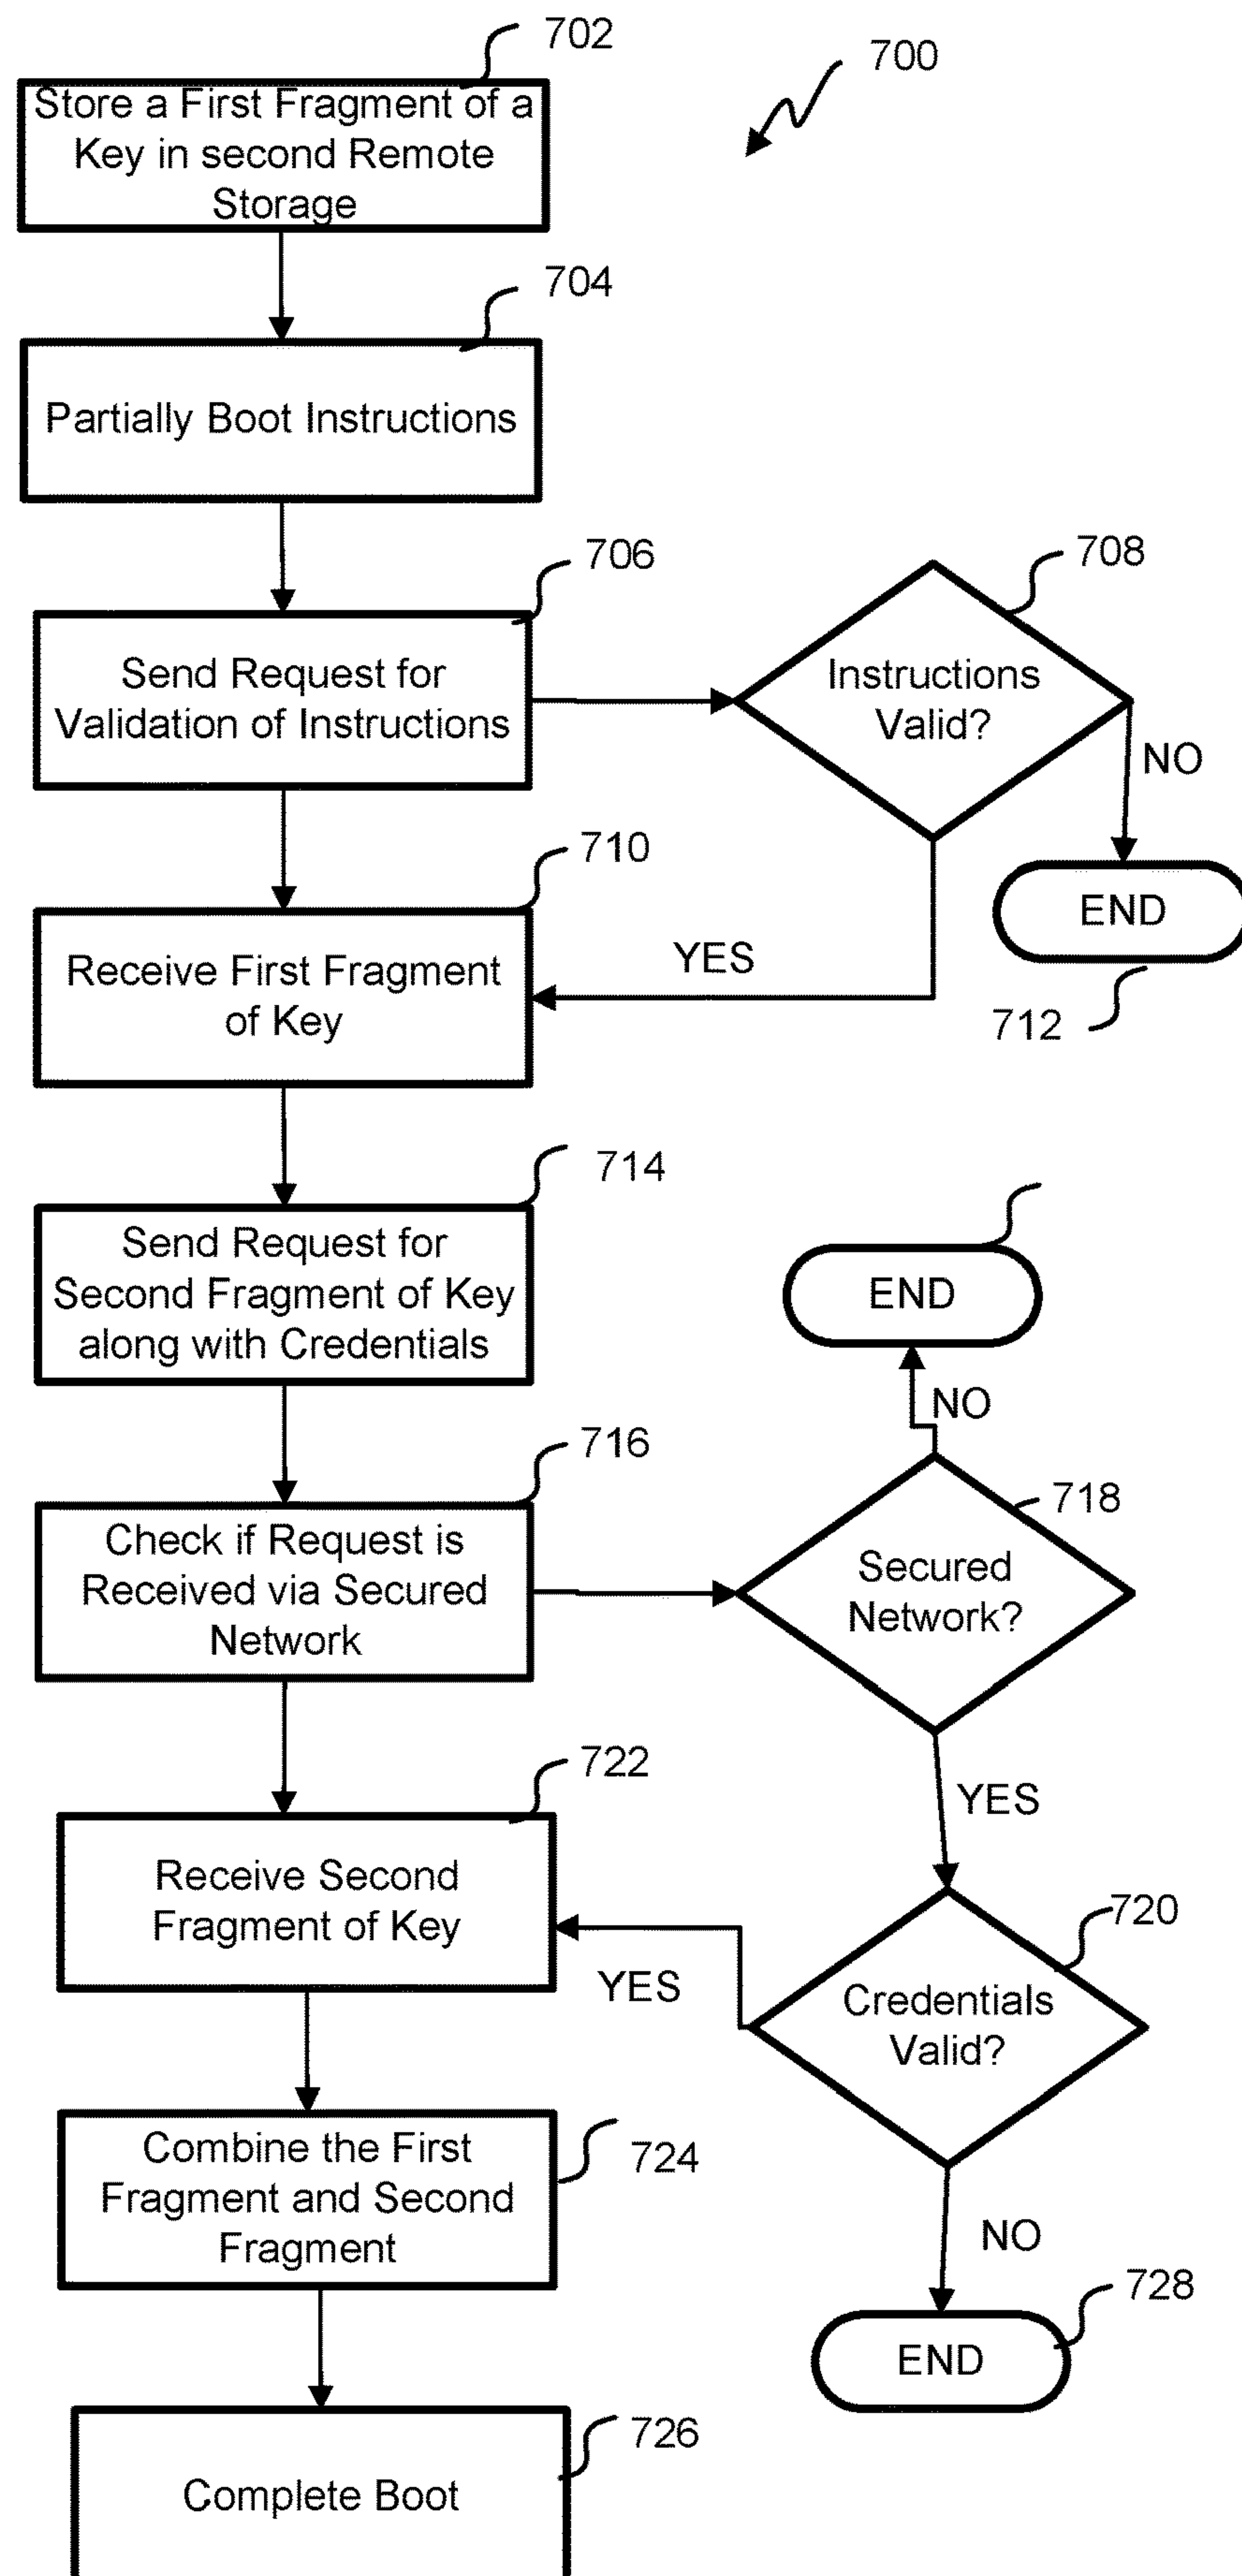 702
700
Store a First Fragment of a
Key in second Remote
Storage
704
Partially Boot Instructions
706
708
Send Request for
Validation of Instructions
Instructions
Valid?
NO
710
END
Receive First Fragment
of Key
YES
712
714
Send Request for
Second Fragment of Key
along with Credentials
END
NO
716
718
Check if Request is
Received via Secured
Network
Secured
Network?
YES
722
Receive Second
Fragment of Key
720
YES
Credentials
Valid?
724
Combine the First
Fragment and Second
Fragment
NO
728
END
726
Complete Boot